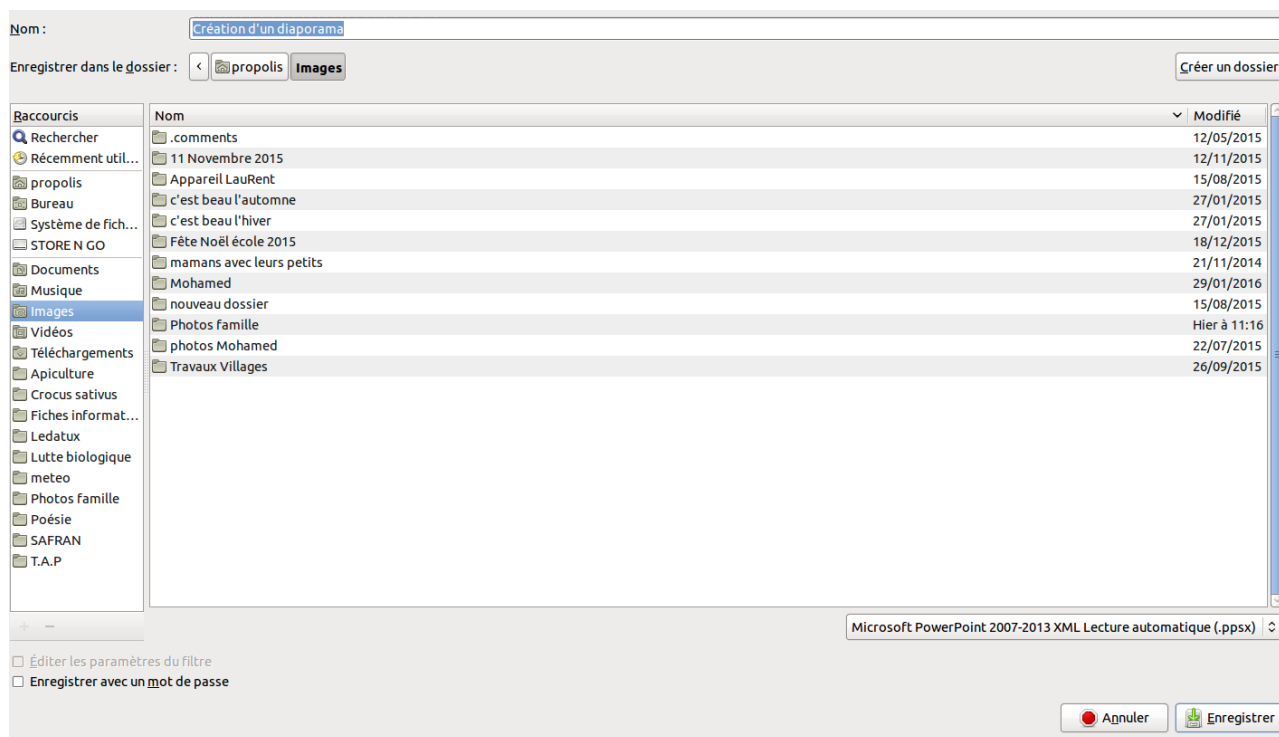 Nom :
Création d'un diaporama
Enregistrer dans le dossier :
< propolis Images
Créer un dossier
Raccourcis
Rechercher
Récemment util...
propolis
Bureau
Système de fich...
STORE N GO
Documents
Musique
Images
Vidéos
Téléchargements
Apiculture
Crocus sativus
Fiches informat...
Ledatux
Lutte biologique
meteo
Photos famille
Poésie
SAFRAN
T.A.P
Nom Modifié
.comments 12/05/2015
11 Novembre 2015 12/11/2015
Appareil LauRent 15/08/2015
c'est beau l'automne 27/01/2015
c'est beau l'hiver 27/01/2015
Fête Noël école 2015 18/12/2015
mamans avec leurs petits 21/11/2014
Mohamed 29/01/2016
nouveau dossier 15/08/2015
Photos famille Hier à 11:16
photos Mohamed 22/07/2015
Travaux Villages 26/09/2015
+ −
Microsoft PowerPoint 2007-2013 XML Lecture automatique (.ppsx)
Éditer les paramètres du filtre
Enregistrer avec un mot de passe
Annuler
Enregistrer